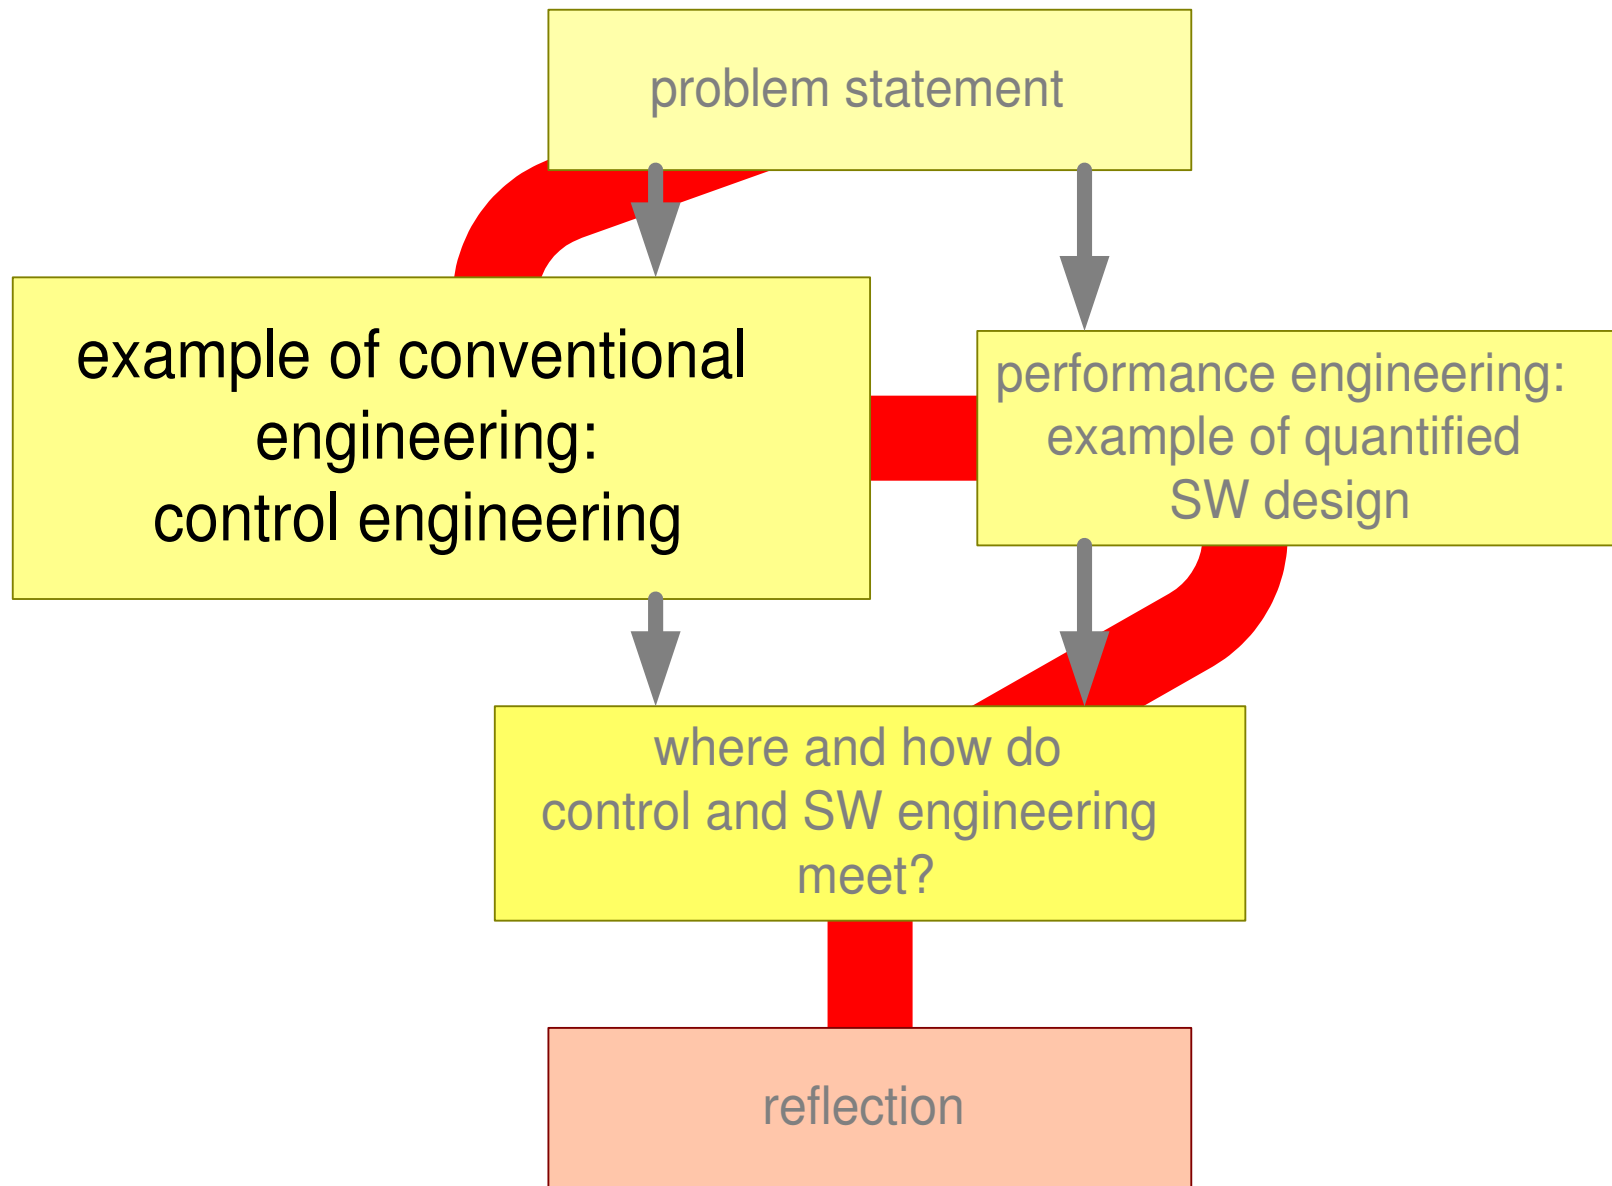 problem statement
example of conventional
engineering:
control engineering
performance engineering:
example of quantified
SW design
where and how do
control and SW engineering
meet?
reflection